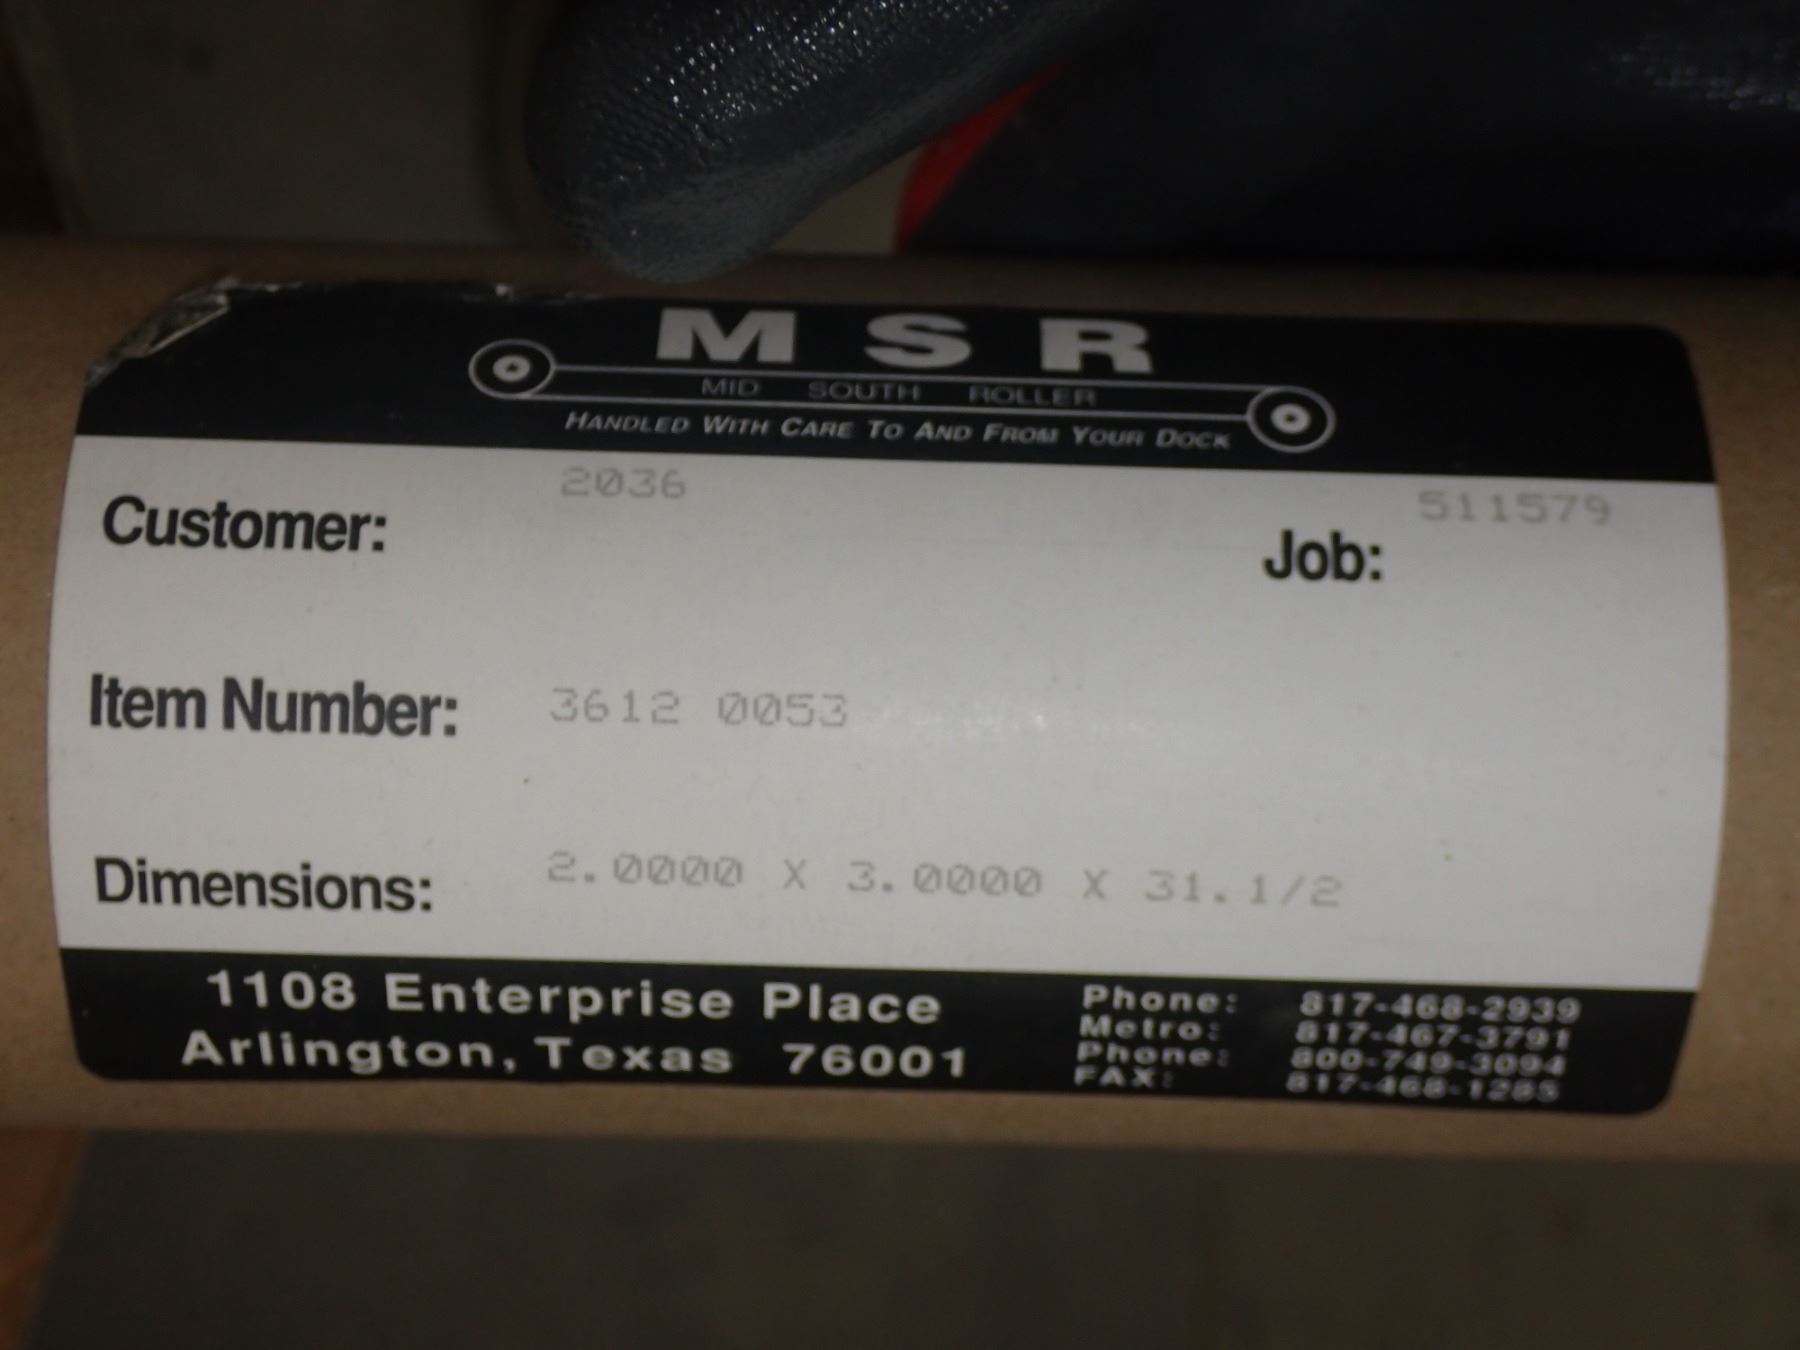 M S R
MID SOUTH ROLLER
HANDLED WITH CARE TO AND FROM YOUR DOCK
Customer: 2036 Job: 511579
Item Number: 3612 0053
Dimensions: 2.0000 X 3.0000 X 31.1/2
1108 Enterprise Place
Arlington, Texas 76001
Phone: 817-468-2939
Metro: 817-467-3791
Phone: 800-749-3094
FAX: 817-468-1285